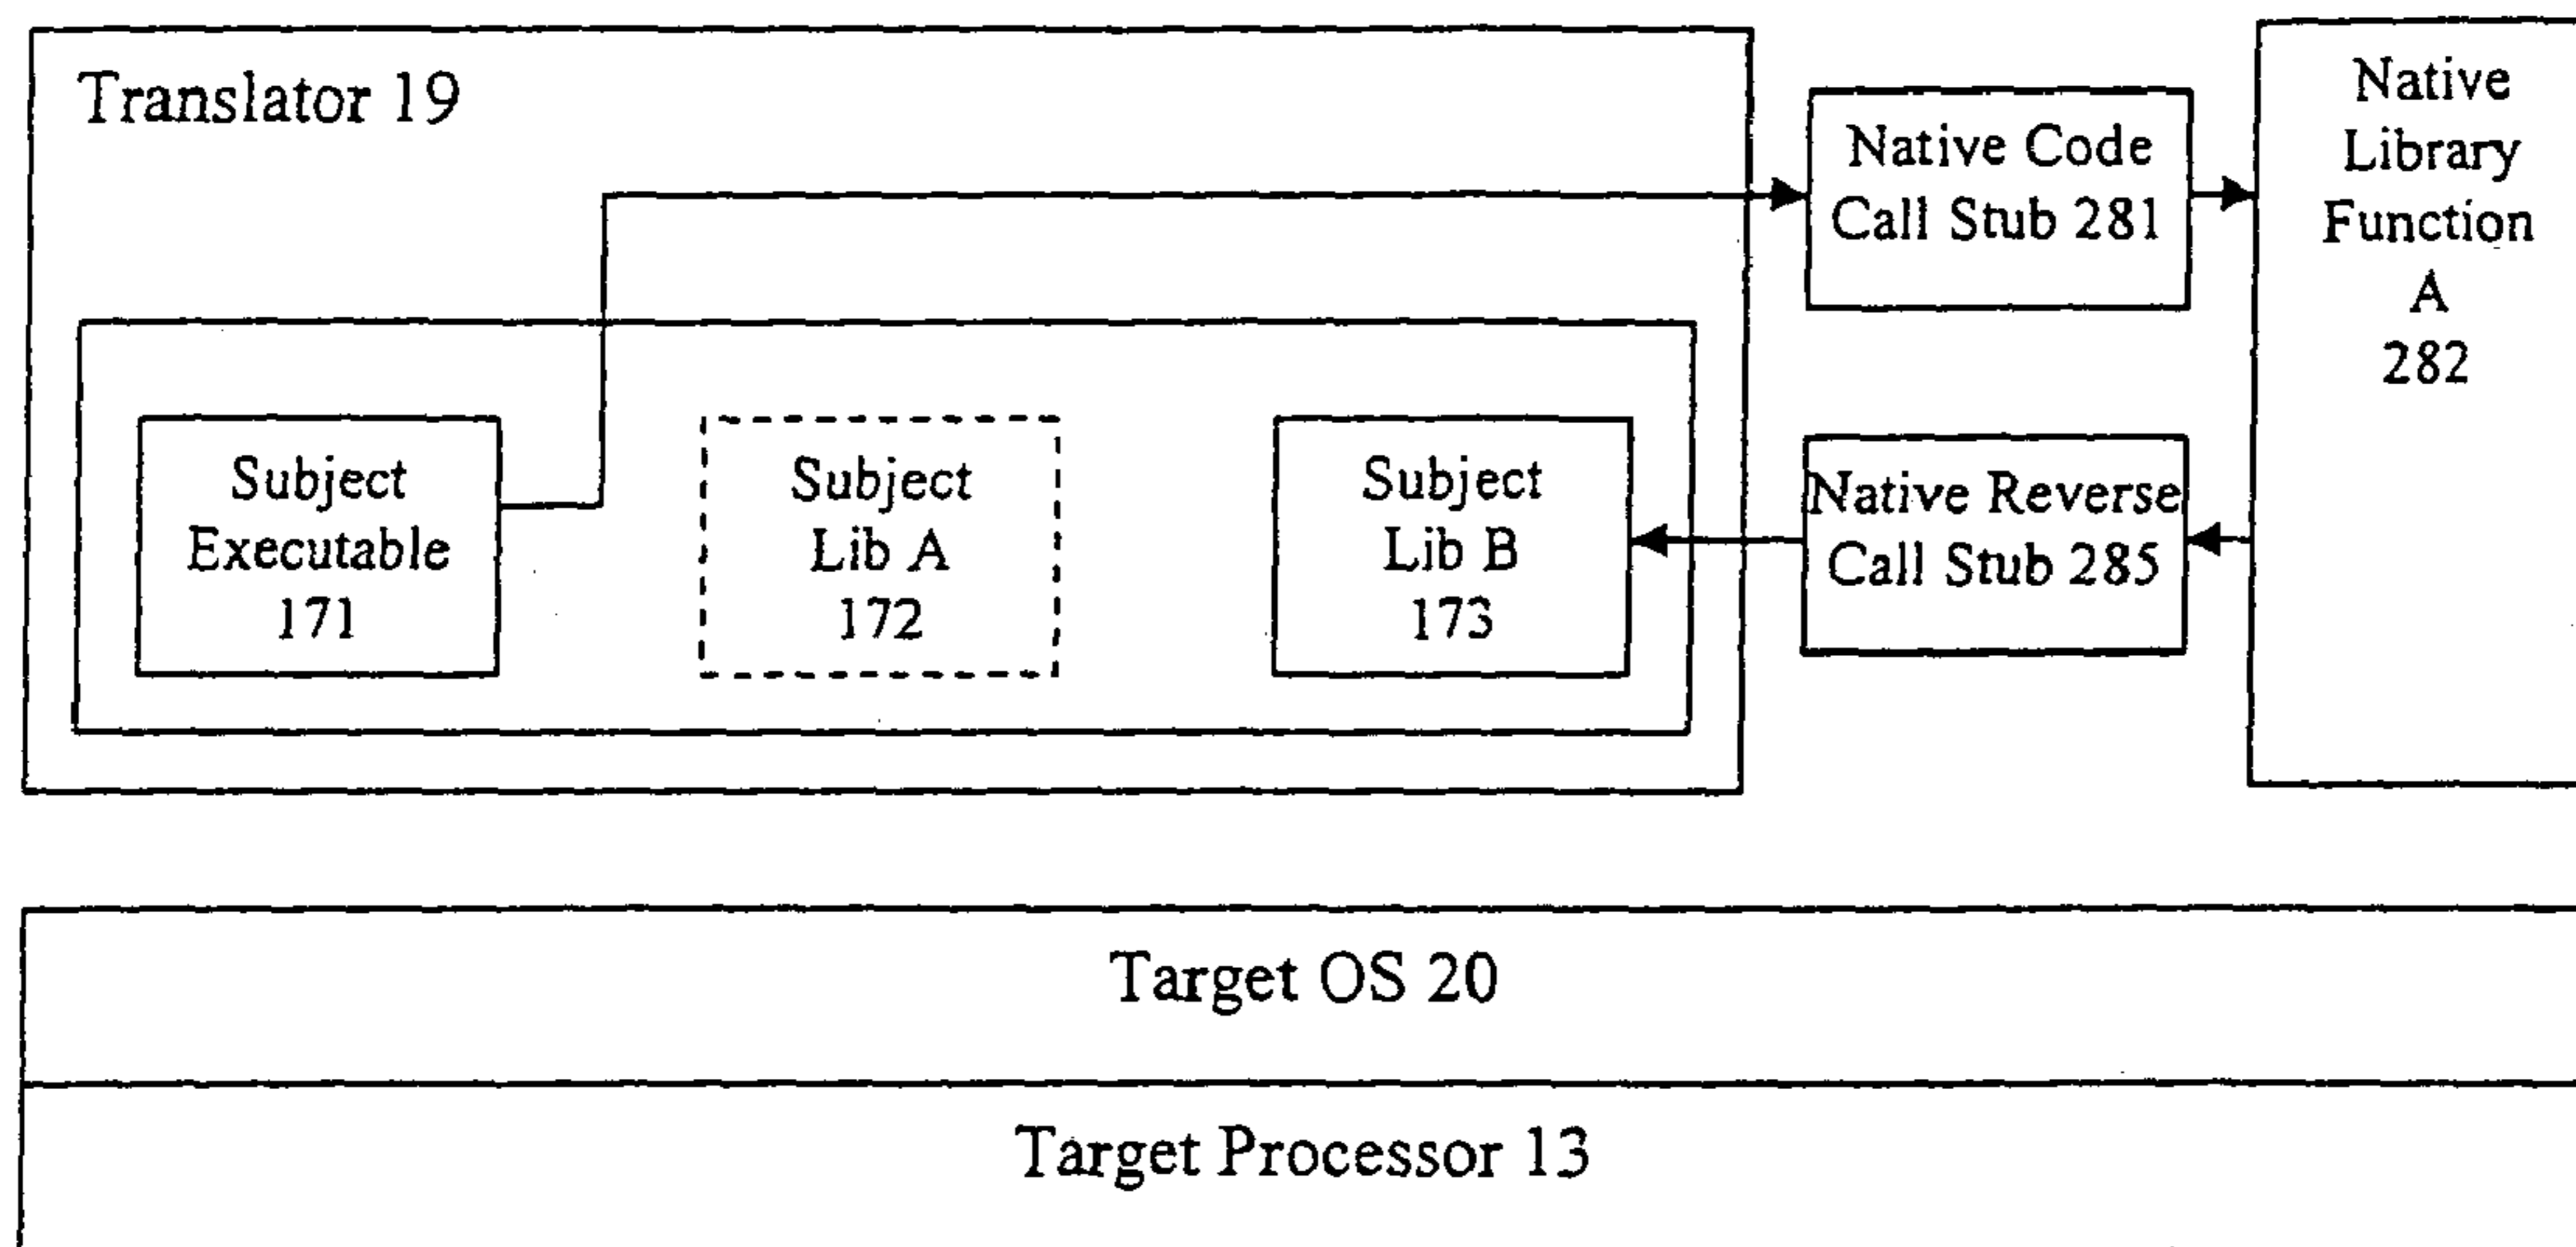 Translator 19
Native Code
Call Stub 281
Native
Library
Function
A
282
Subject
Executable
171
Subject
Lib A
172
Subject
Lib B
173
Native Reverse
Call Stub 285
Target OS 20
Target Processor 13